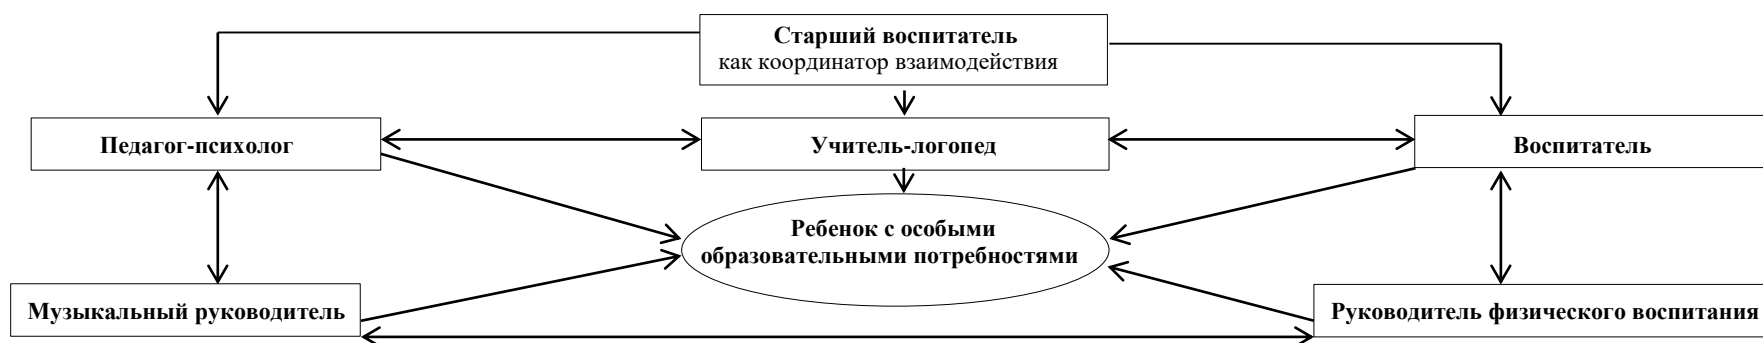 Старший воспитатель
как координатор взаимодействия
Педагог-психолог
Учитель-логопед
Воспитатель
Ребенок с особыми
образовательными потребностями
Музыкальный руководитель
Руководитель физического воспитания